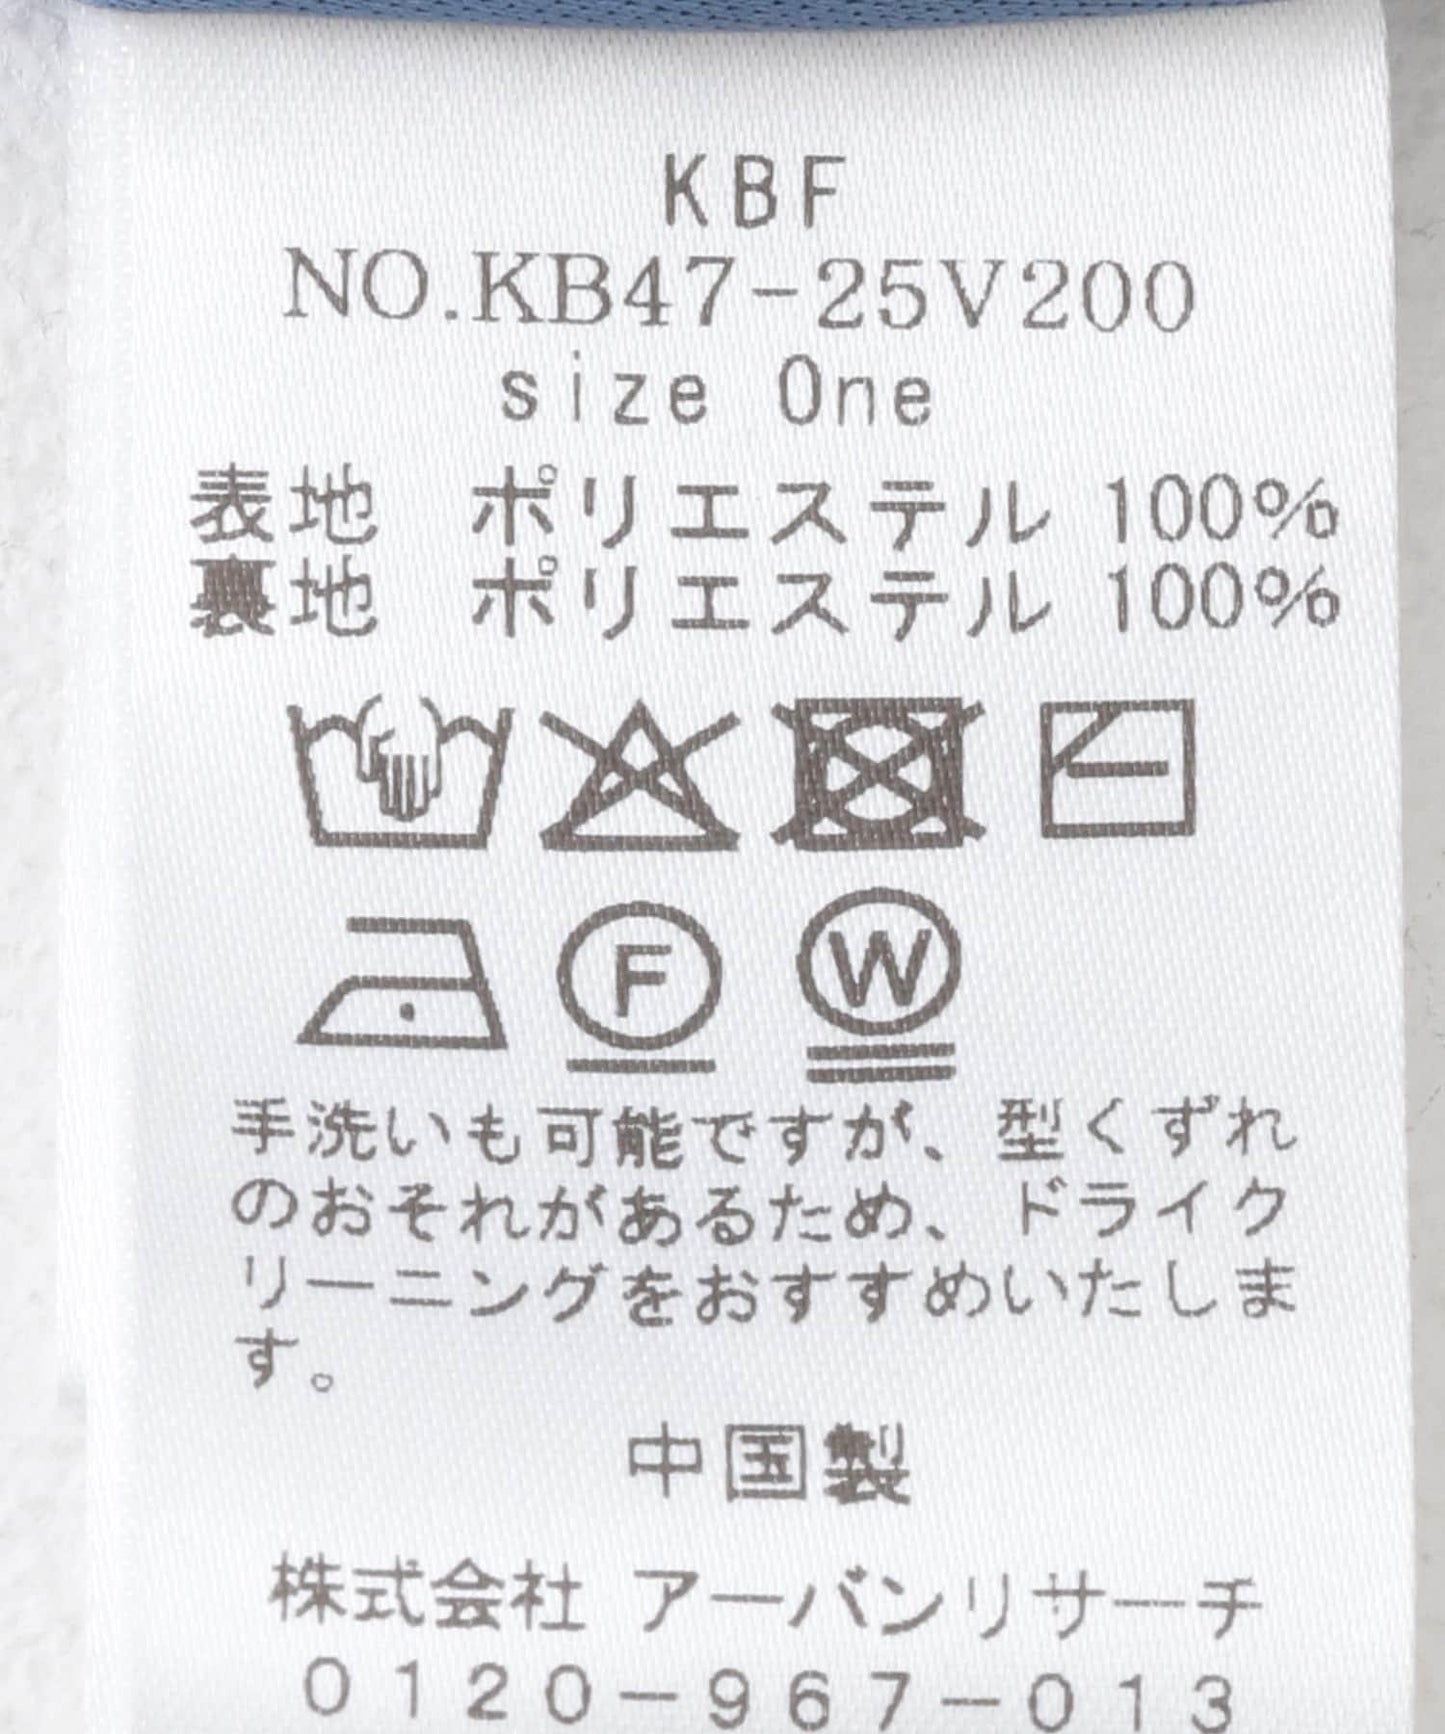 KBF
NO.KB47-25V200
size One
表地　ポリエステル 100%
裏地　ポリエステル 100%
F
W
手洗いも可能ですが、型くずれ
のおそれがあるため、ドライク
リーニングをおすすめいたしま
す。
中国製
株式会社 アーバンリサーチ
0120-967-013